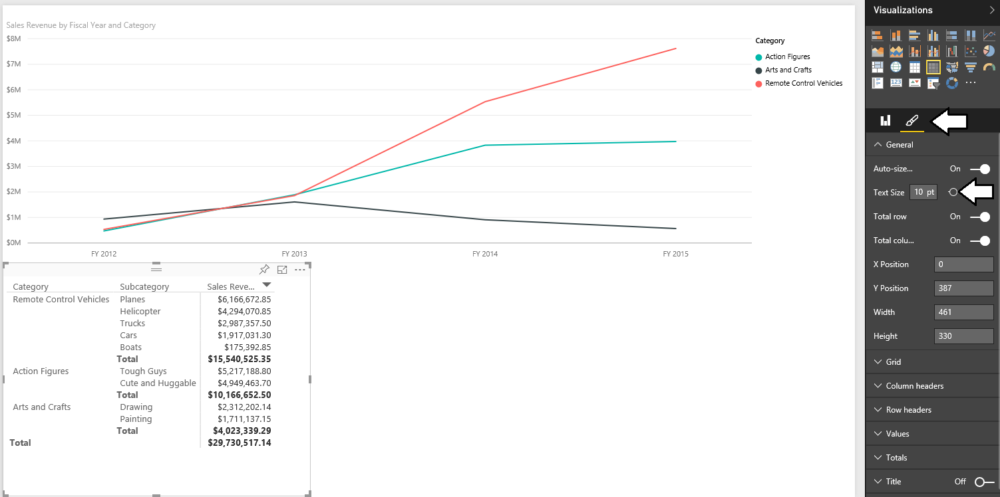 Sales Revenue by Fiscal Year and Category
$8M
$7M
$6M
$5M
$4M
$3M
$2M
$1M
$0M
FY 2012 FY 2013 FY 2014 FY 2015
Category
Action Figures
Arts and Crafts
Remote Control Vehicles
Category Subcategory Sales Reve...
Remote Control Vehicles Planes $6,166,672.85
Helicopter $4,294,070.85
Trucks $2,987,357.50
Cars $1,917,031.30
Boats $175,392.85
Total $15,540,525.35
Action Figures Tough Guys $5,217,188.80
Cute and Huggable $4,949,463.70
Total $10,166,652.50
Arts and Crafts Drawing $2,312,202.14
Painting $1,711,137.15
Total $4,023,339.29
Total $29,730,517.14
Visualizations
123
General
Auto-size... On
Text Size 10 pt
Total row On
Total colu... On
X Position 0
Y Position 387
Width 461
Height 330
Grid
Column headers
Row headers
Values
Totals
Title Off